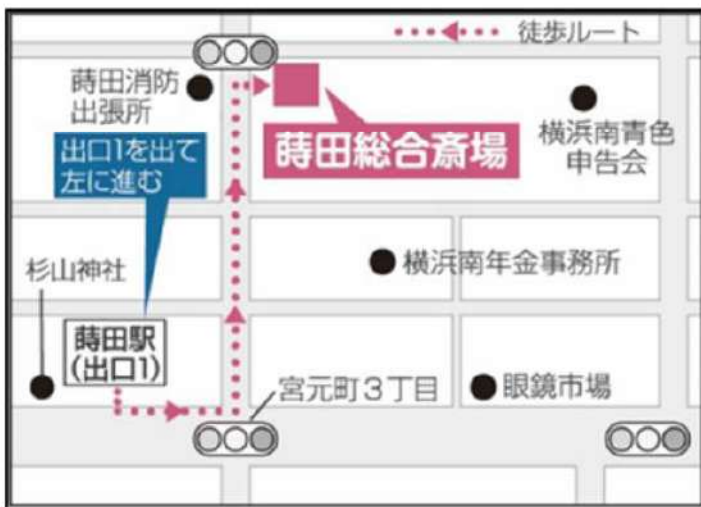 徒歩ルート
蒔田消防
出張所
蒔田総合斎場
横浜南青色
申告会
出口1を出て
左に進む
杉山神社
横浜南年金事務所
蒔田駅
(出口1)
宮元町3丁目
眼鏡市場